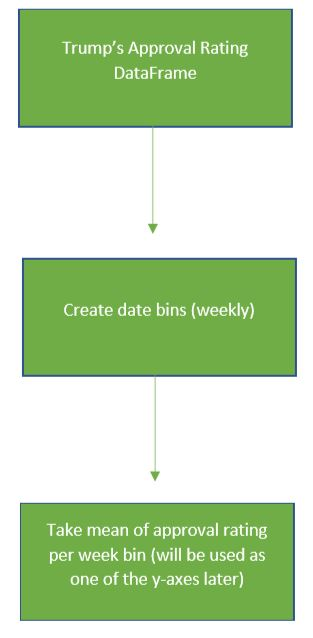 Trump’s Approval Rating
DataFrame
Create date bins (weekly)
Take mean of approval rating
per week bin (will be used as
one of the y-axes later)